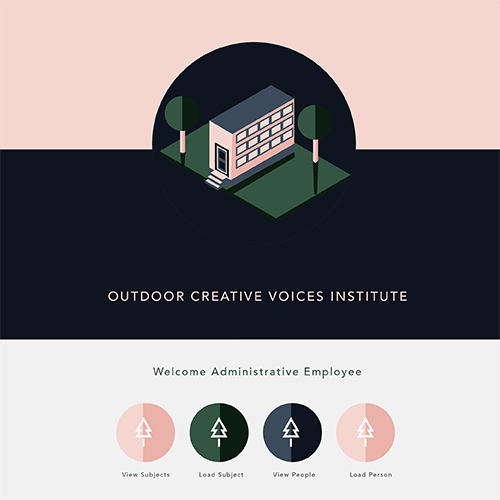 OUTDOOR CREATIVE VOICES INSTITUTE
Welcome Administrative Employee
View Subjects Load Subject View People Load Person